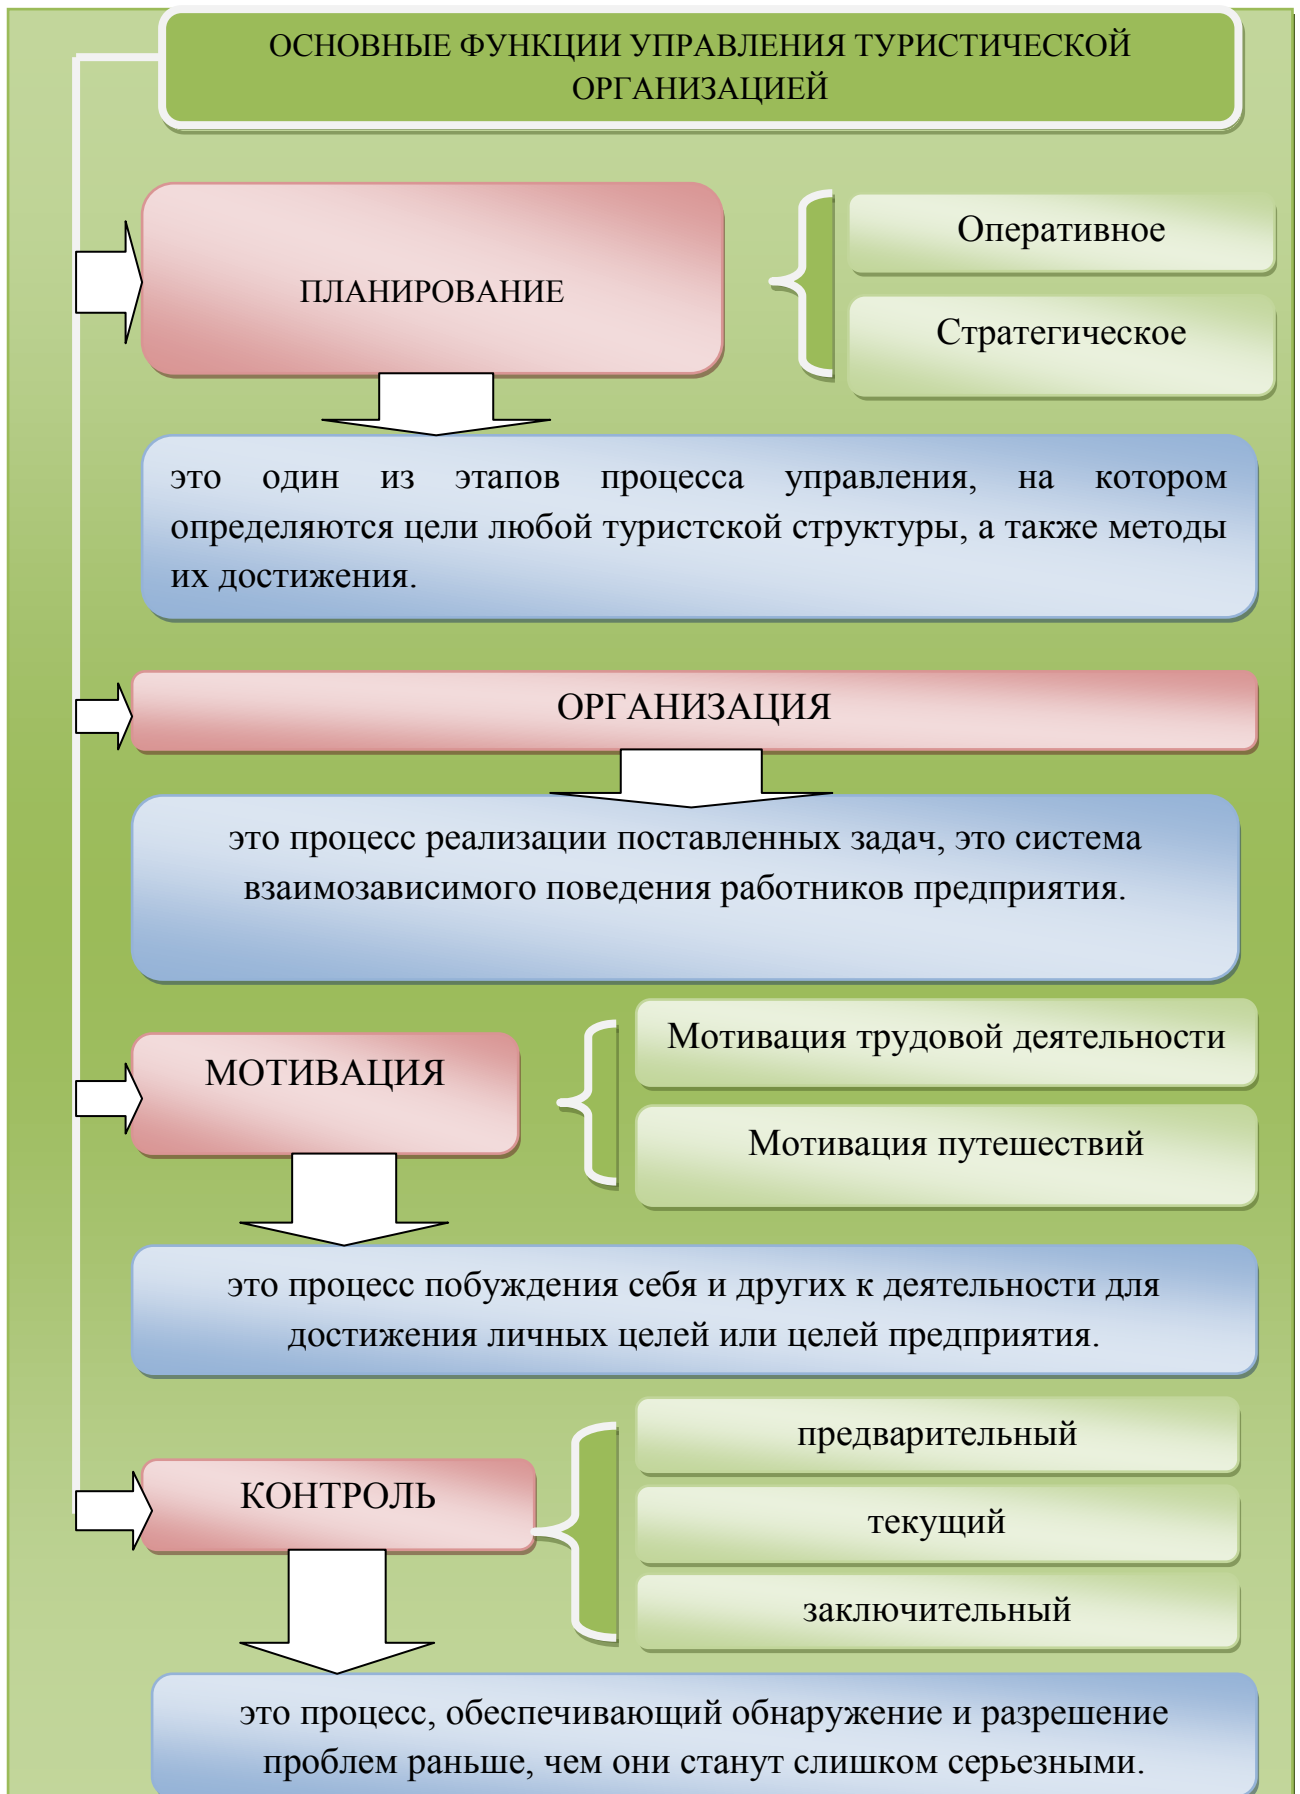 ОСНОВНЫЕ ФУНКЦИИ УПРАВЛЕНИЯ ТУРИСТИЧЕСКОЙ
ОРГАНИЗАЦИЕЙ
ПЛАНИРОВАНИЕ
Оперативное
Стратегическое
это один из этапов процесса управления, на котором
определяются цели любой туристской структуры, а также методы
их достижения.
ОРГАНИЗАЦИЯ
это процесс реализации поставленных задач, это система
взаимозависимого поведения работников предприятия.
МОТИВАЦИЯ
Мотивация трудовой деятельности
Мотивация путешествий
это процесс побуждения себя и других к деятельности для
достижения личных целей или целей предприятия.
КОНТРОЛЬ
предварительный
текущий
заключительный
это процесс, обеспечивающий обнаружение и разрешение
проблем раньше, чем они станут слишком серьезными.